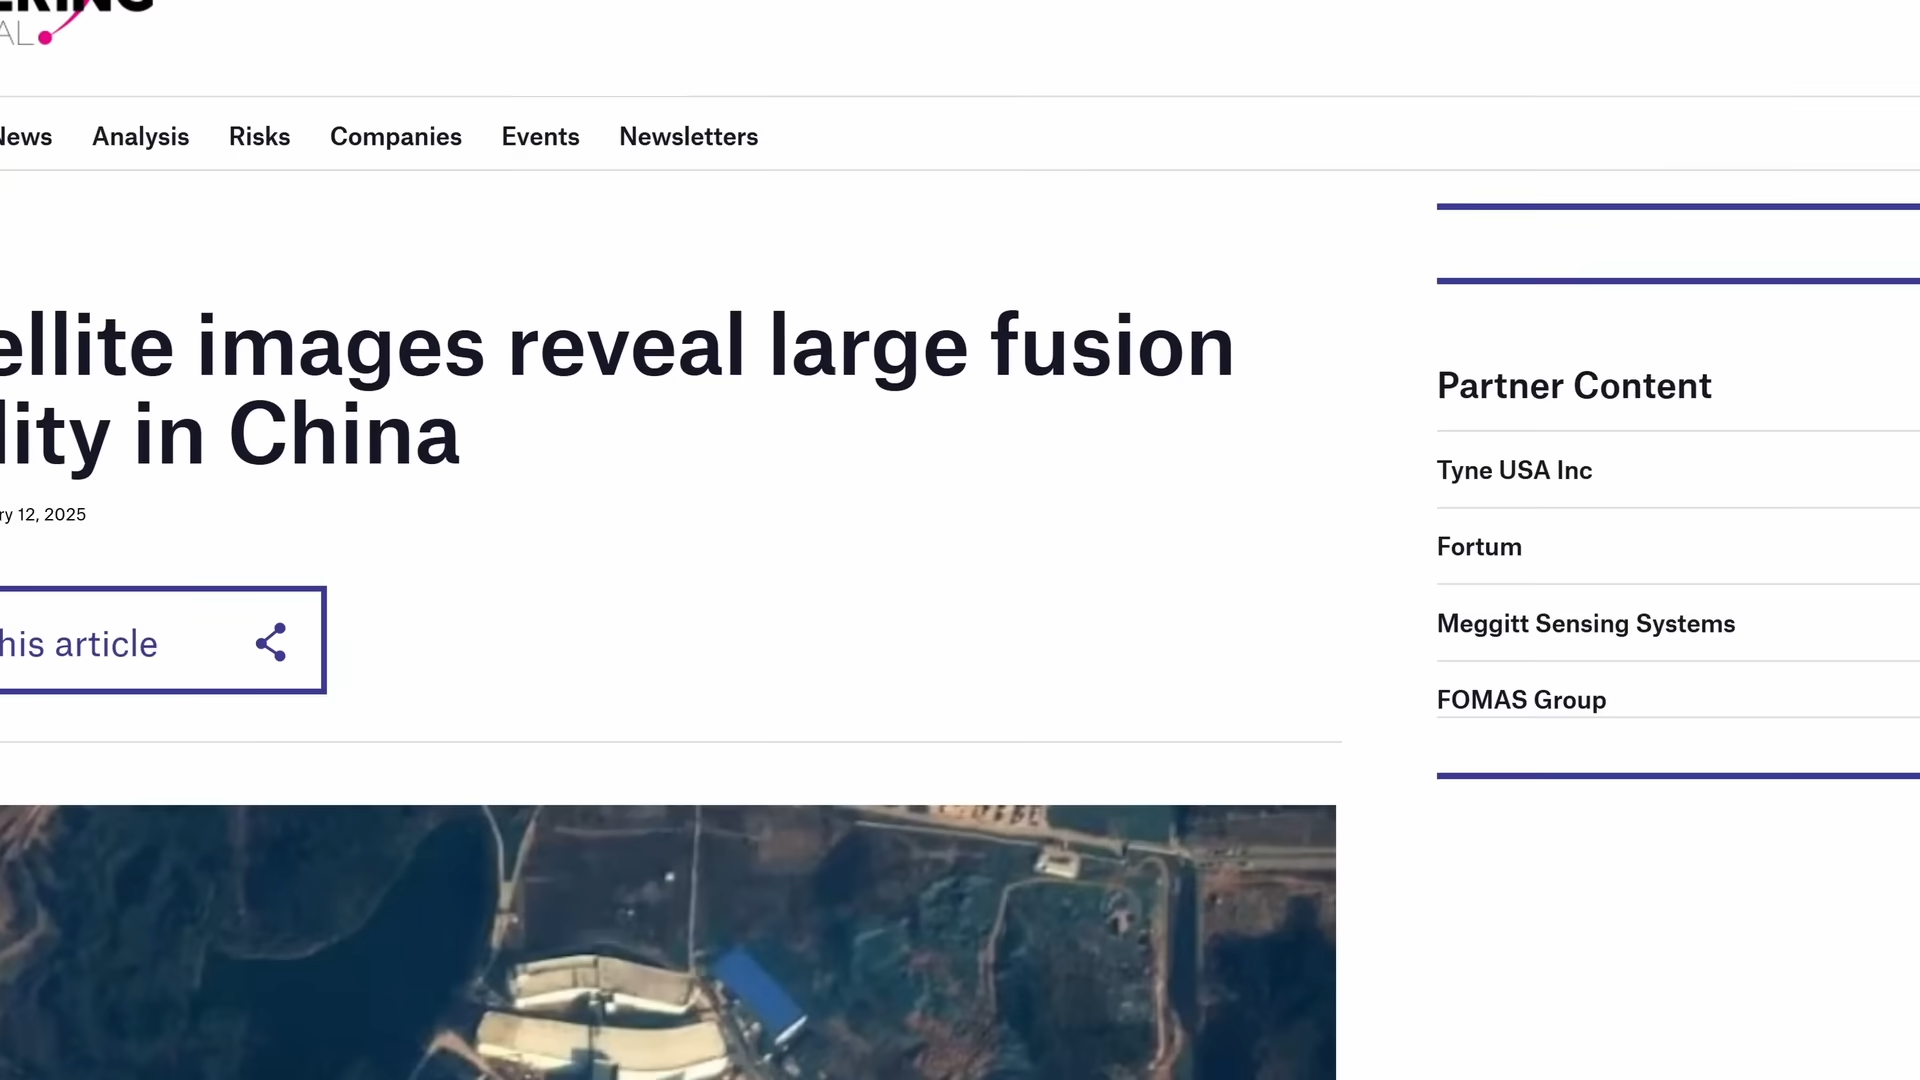 AL
News
Analysis
Risks
Companies
Events
Newsletters
ellite images reveal large fusion
lity in China
ry 12, 2025
his article
Partner Content
Tyne USA Inc
Fortum
Meggitt Sensing Systems
FOMAS Group